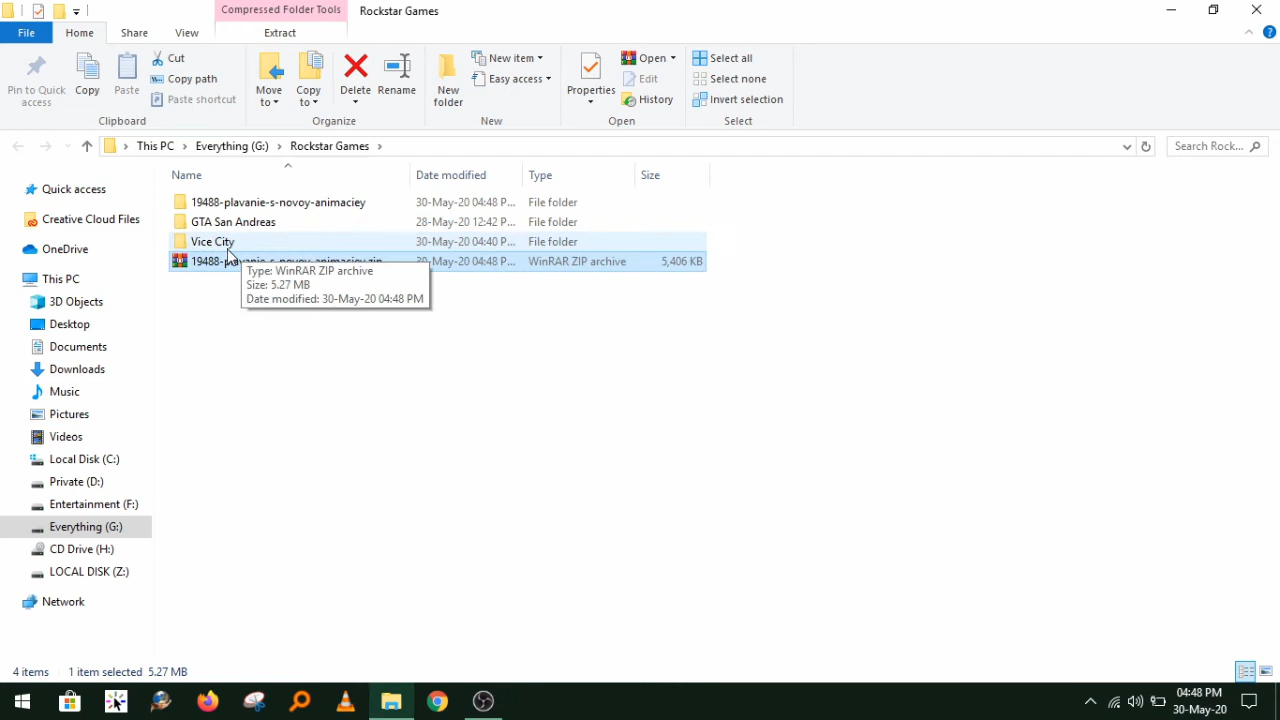 Compressed Folder Tools
Rockstar Games
File
Home
Share
View
Extract
Pin to Quick access
Copy
Paste
Cut
Copy path
Paste shortcut
Clipboard
Move to
Copy to
Delete
Rename
Organize
New folder
New item
Easy access
New
Properties
Open
Edit
History
Open
Select all
Select none
Invert selection
Select
This PC
Everything (G:)
Rockstar Games
Search Rock...
Name
Date modified
Type
Size
19488-plavanie-s-novoy-animaciey
30-May-20 04:48 P...
File folder
GTA San Andreas
28-May-20 12:42 P...
File folder
Vice City
30-May-20 04:40 P...
File folder
19488-plavanie-s-novoy-animaciey.zip
30-May-20 04:48 P...
WinRAR ZIP archive
5,406 KB
Type: WinRAR ZIP archive
Size: 5.27 MB
Date modified: 30-May-20 04:48 PM
Quick access
Creative Cloud Files
OneDrive
This PC
3D Objects
Desktop
Documents
Downloads
Music
Pictures
Videos
Local Disk (C:)
Private (D:)
Entertainment (F:)
Everything (G:)
CD Drive (H:)
LOCAL DISK (Z:)
Network
4 items
1 item selected 5.27 MB
04:48 PM
30-May-20